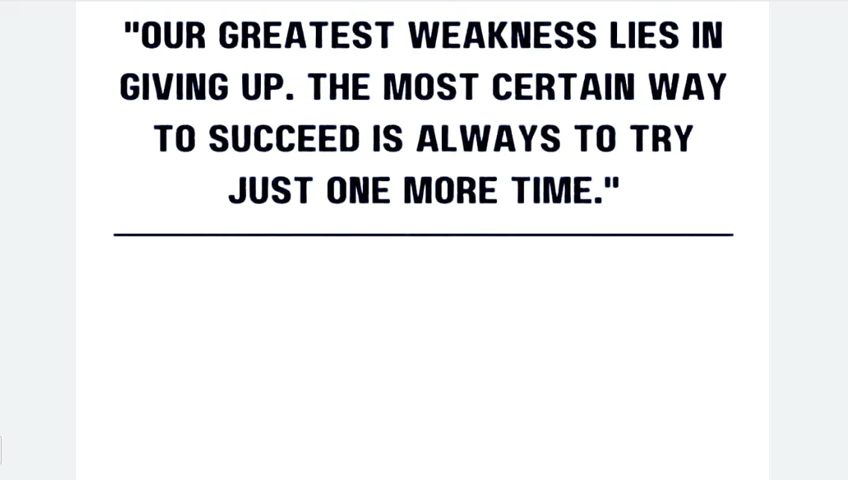 "OUR GREATEST WEAKNESS LIES IN
GIVING UP. THE MOST CERTAIN WAY
TO SUCCEED IS ALWAYS TO TRY
JUST ONE MORE TIME."